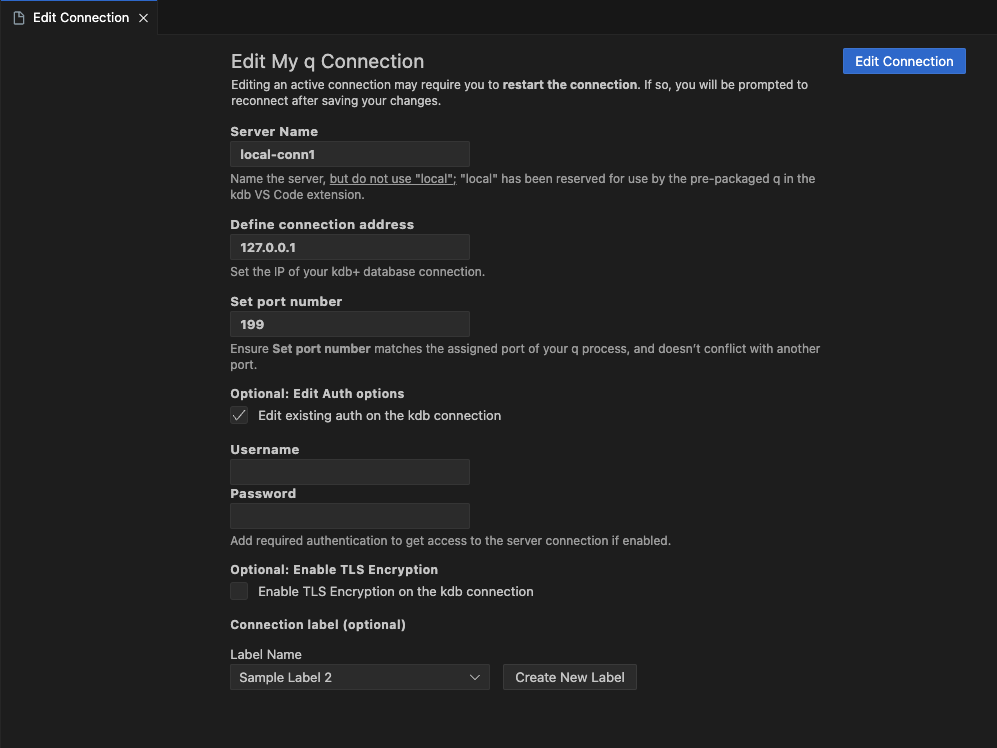 Edit Connection
Edit My q Connection
Edit Connection
Editing an active connection may require you to restart the connection. If so, you will be prompted to
reconnect after saving your changes.
Server Name
local-conn1
Name the server, but do not use "local"; "local" has been reserved for use by the pre-packaged q in the
kdb VS Code extension.
Define connection address
127.0.0.1
Set the IP of your kdb+ database connection.
Set port number
199
Ensure Set port number matches the assigned port of your q process, and doesn't conflict with another
port.
Optional: Edit Auth options
Edit existing auth on the kdb connection
Username
Password
Add required authentication to get access to the server connection if enabled.
Optional: Enable TLS Encryption
Enable TLS Encryption on the kdb connection
Connection label (optional)
Label Name
Sample Label 2
Create New Label